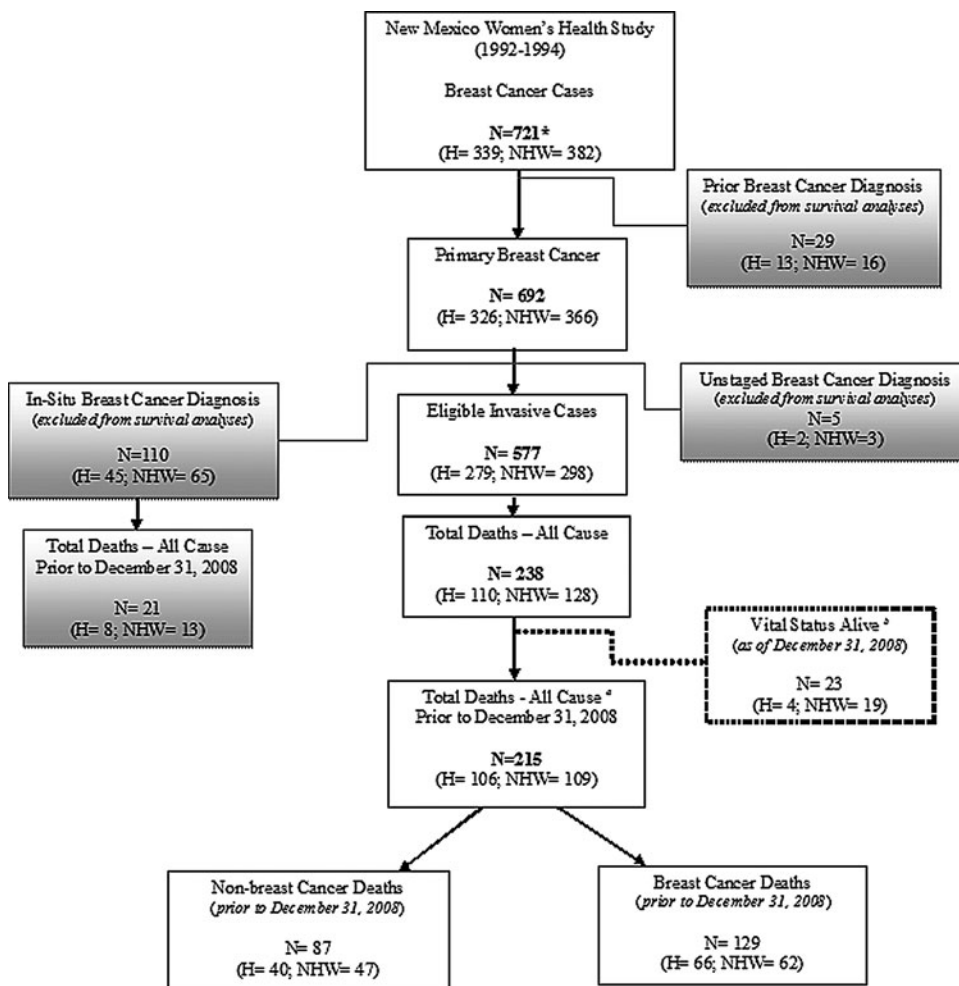 New Mexico Women's Health Study
(1992-1994)
Breast Cancer Cases
N=721*
(H= 339; NHW= 382)
Prior Breast Cancer Diagnosis
(excluded from survival analyses)
N=29
(H= 13; NHW= 16)
Primary Breast Cancer
N= 692
(H= 326; NHW= 366)
In-Situ Breast Cancer Diagnosis
(excluded from survival analyses)
N=110
(H= 45; NHW= 65)
Unstaged Breast Cancer Diagnosis
(excluded from survival analyses)
N=5
(H=2; NHW=3)
Eligible Invasive Cases
N= 577
(H= 279; NHW= 298)
Total Deaths – All Cause
Prior to December 31, 2008
N= 21
(H= 8; NHW= 13)
Total Deaths – All Cause
N= 238
(H= 110; NHW= 128)
Vital Status Alive
(as of December 31, 2008)
N= 23
(H= 4; NHW= 19)
Total Deaths - All Cause
Prior to December 31, 2008
N=215
(H= 106; NHW= 109)
Non-breast Cancer Deaths
(prior to December 31, 2008)
N= 87
(H= 40; NHW= 47)
Breast Cancer Deaths
(prior to December 31, 2008)
N= 129
(H= 66; NHW= 62)